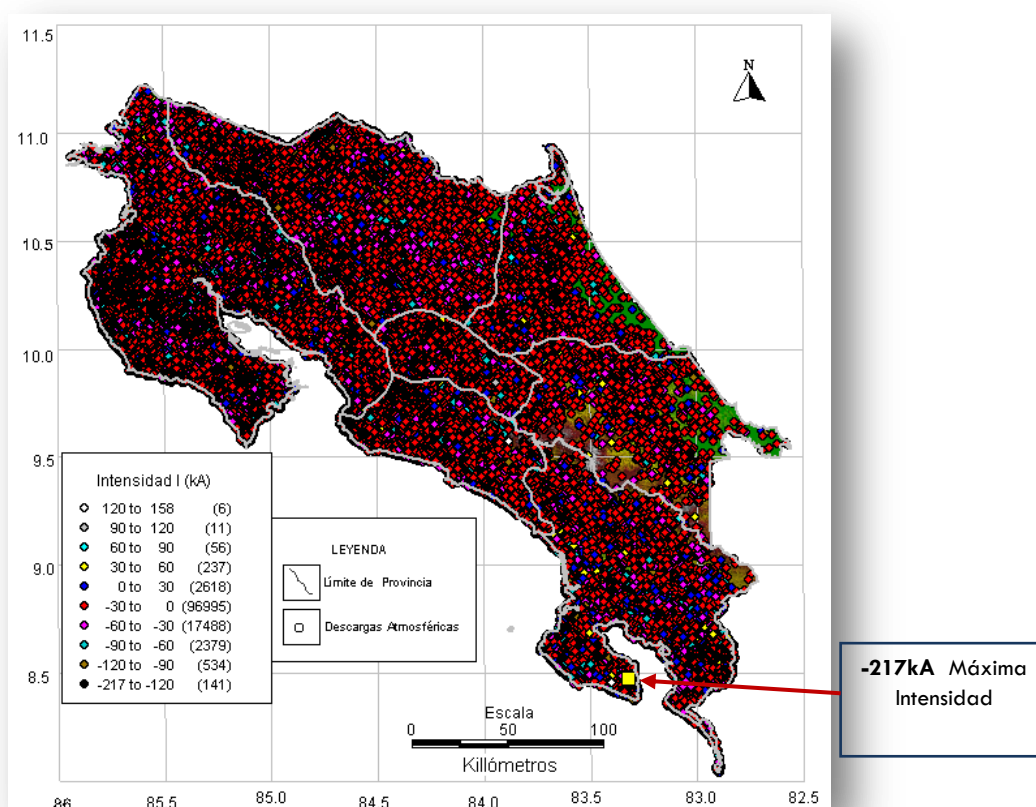 11.5
N
11.0
10.5
10.0
9.5
Intensidad I (kA)
120 to 158 (6)
90 to 120 (11)
60 to 90 (56)
30 to 60 (237)
0 to 30 (2618)
-30 to 0 (96995)
-60 to -30 (17488)
-90 to -60 (2379)
-120 to -90 (534)
-217 to -120 (141)
LEYENDA
Límite de Provincia
Descargas Atmosféricas
9.0
8.5
-217kA Máxima
Intensidad
Escala
0 50 100
Killómetros
86 85.5 85.0 84.5 84.0 83.5 83.0 82.5